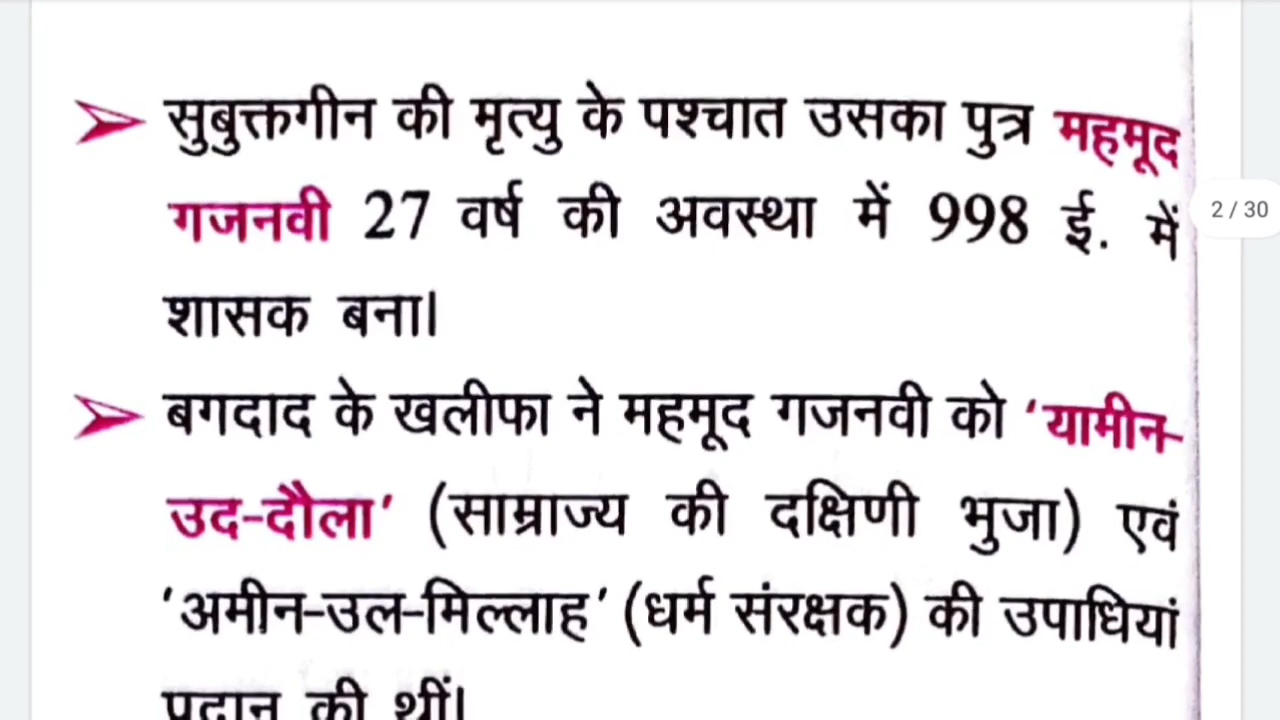 सुबुक्तगीन की मृत्यु के पश्चात उसका पुत्र महमूद
गजनवी 27 वर्ष की अवस्था में 998 ई. में
2 / 30
शासक बना।
बगदाद के खलीफा ने महमूद गजनवी को 'यामीन-
उद-दौला' (साम्राज्य की दक्षिणी भुजा) एवं
'अमीन-उल-मिल्लाह' (धर्म संरक्षक) की उपाधियां
प्रदान की थीं।